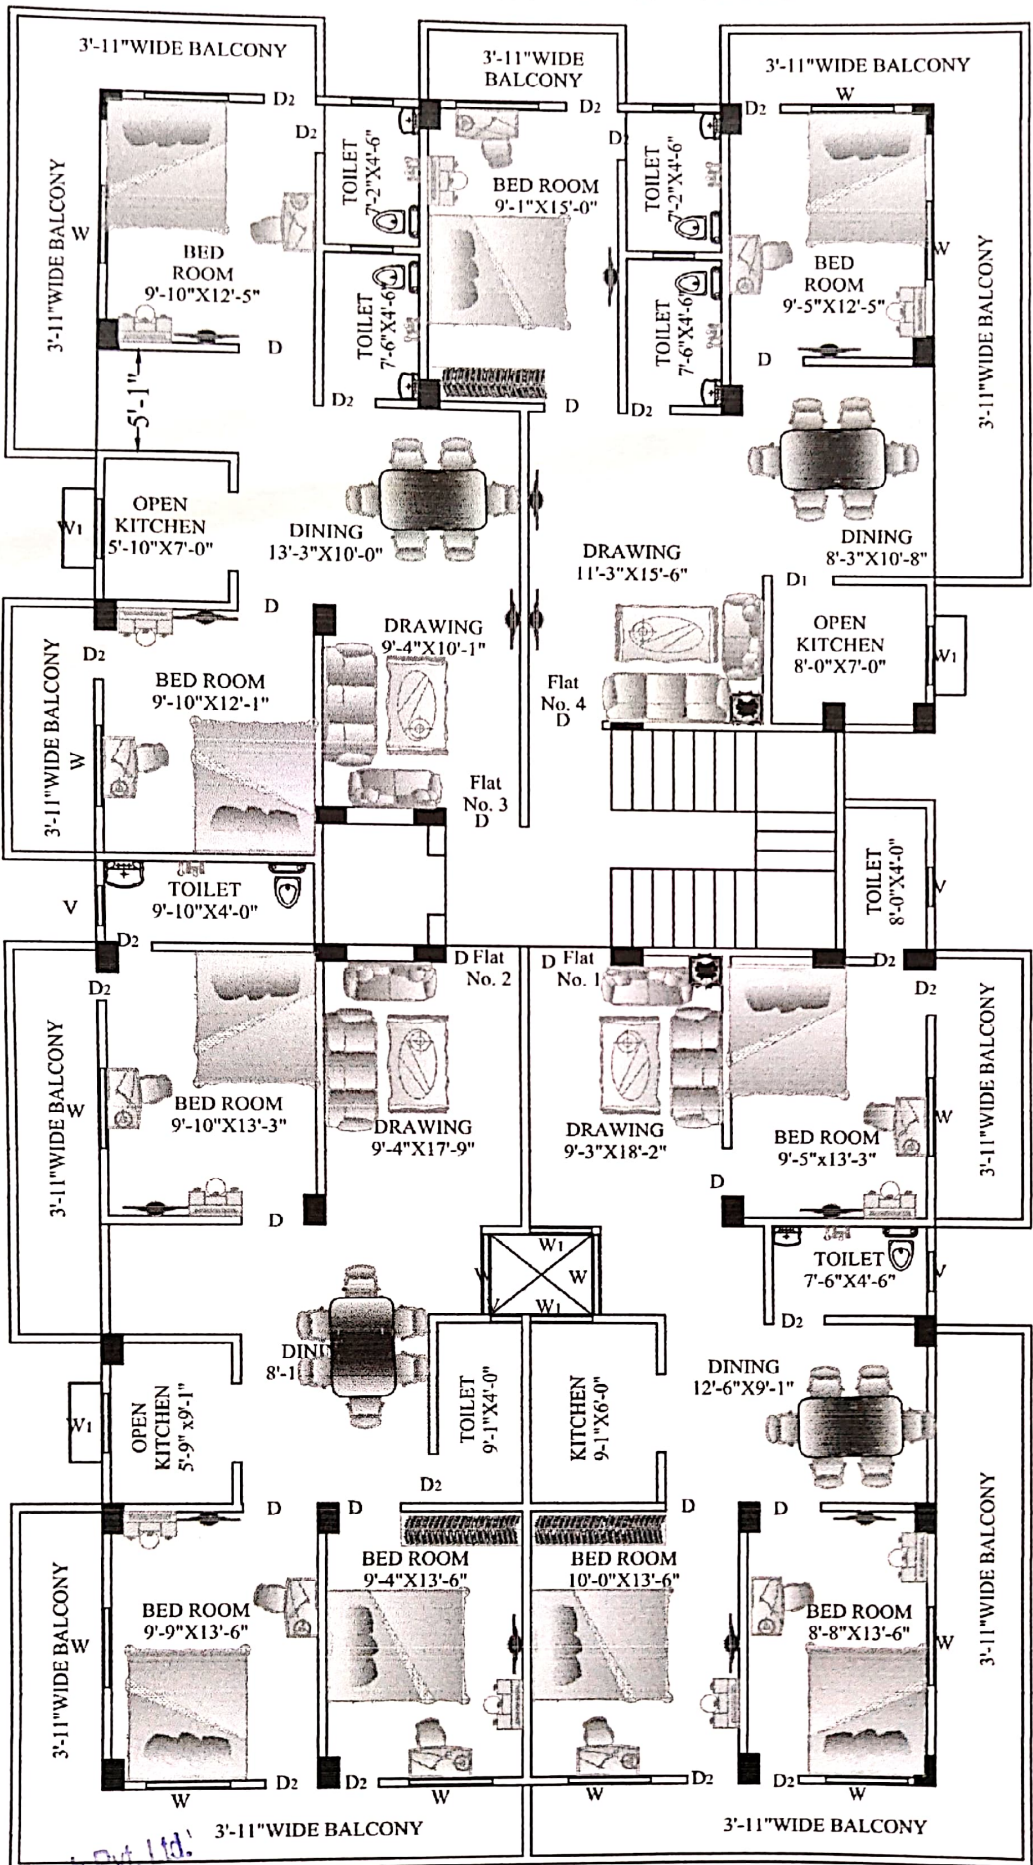 3'-11"WIDE BALCONY
3'-11"WIDE
BALCONY
3'-11"WIDE BALCONY
D2
D2
D2
W
D2
D2
3'-11"WIDE BALCONY
W
TOILET
7'-2"X4'-6"
BED ROOM
9'-1"X15'-0"
TOILET
7'-2"X4'-6"
BED
ROOM
9'-10"X12'-5"
BED
ROOM
9'-5"X12'-5"
W
3'-11"WIDE BALCONY
TOILET
7'-6"X4'-6"
TOILET
7'-6"X4'-6"
D
D
5'-1"
D2
D
D2
OPEN
KITCHEN
5'-10"X7'-0"
W1
DINING
13'-3"X10'-0"
DRAWING
11'-3"X15'-6"
DINING
8'-3"X10'-8"
D1
D
OPEN
KITCHEN
8'-0"X7'-0"
W1
DRAWING
9'-4"X10'-1"
D2
3'-11"WIDE BALCONY
W
BED ROOM
9'-10"X12'-1"
Flat
No. 4
D
Flat
No. 3
D
TOILET
9'-10"X4'-0"
V
TOILET
8'-0"X4'-0"
V
D2
D Flat
No. 2
D Flat
No. 1
D2
D2
D2
3'-11"WIDE BALCONY
W
BED ROOM
9'-10"X13'-3"
DRAWING
9'-4"X17'-9"
DRAWING
9'-3"X18'-2"
BED ROOM
9'-5"x13'-3"
W
3'-11"WIDE BALCONY
D
D
W1
W
W
V
W1
TOILET
7'-6"X4'-6"
V
D2
DINING
12'-6"X9'-1"
8'-1
W1
OPEN
KITCHEN
5'-9" x9'-1"
TOILET
9'-1"X4'-0"
KITCHEN
9-1"X6'-0"
D2
D
D
D
D
3'-11"WIDE BALCONY
BED ROOM
9'-4"X13'-6"
BED ROOM
10'-0"X13'-6"
BED ROOM
9'-9"X13'-6"
BED ROOM
8'-8"X13'-6"
3'-11"WIDE BALCONY
W
W
D2
D2
D2
D2
W
W
W
W
3'-11"WIDE BALCONY
3'-11"WIDE BALCONY
Pvt. Ltd.